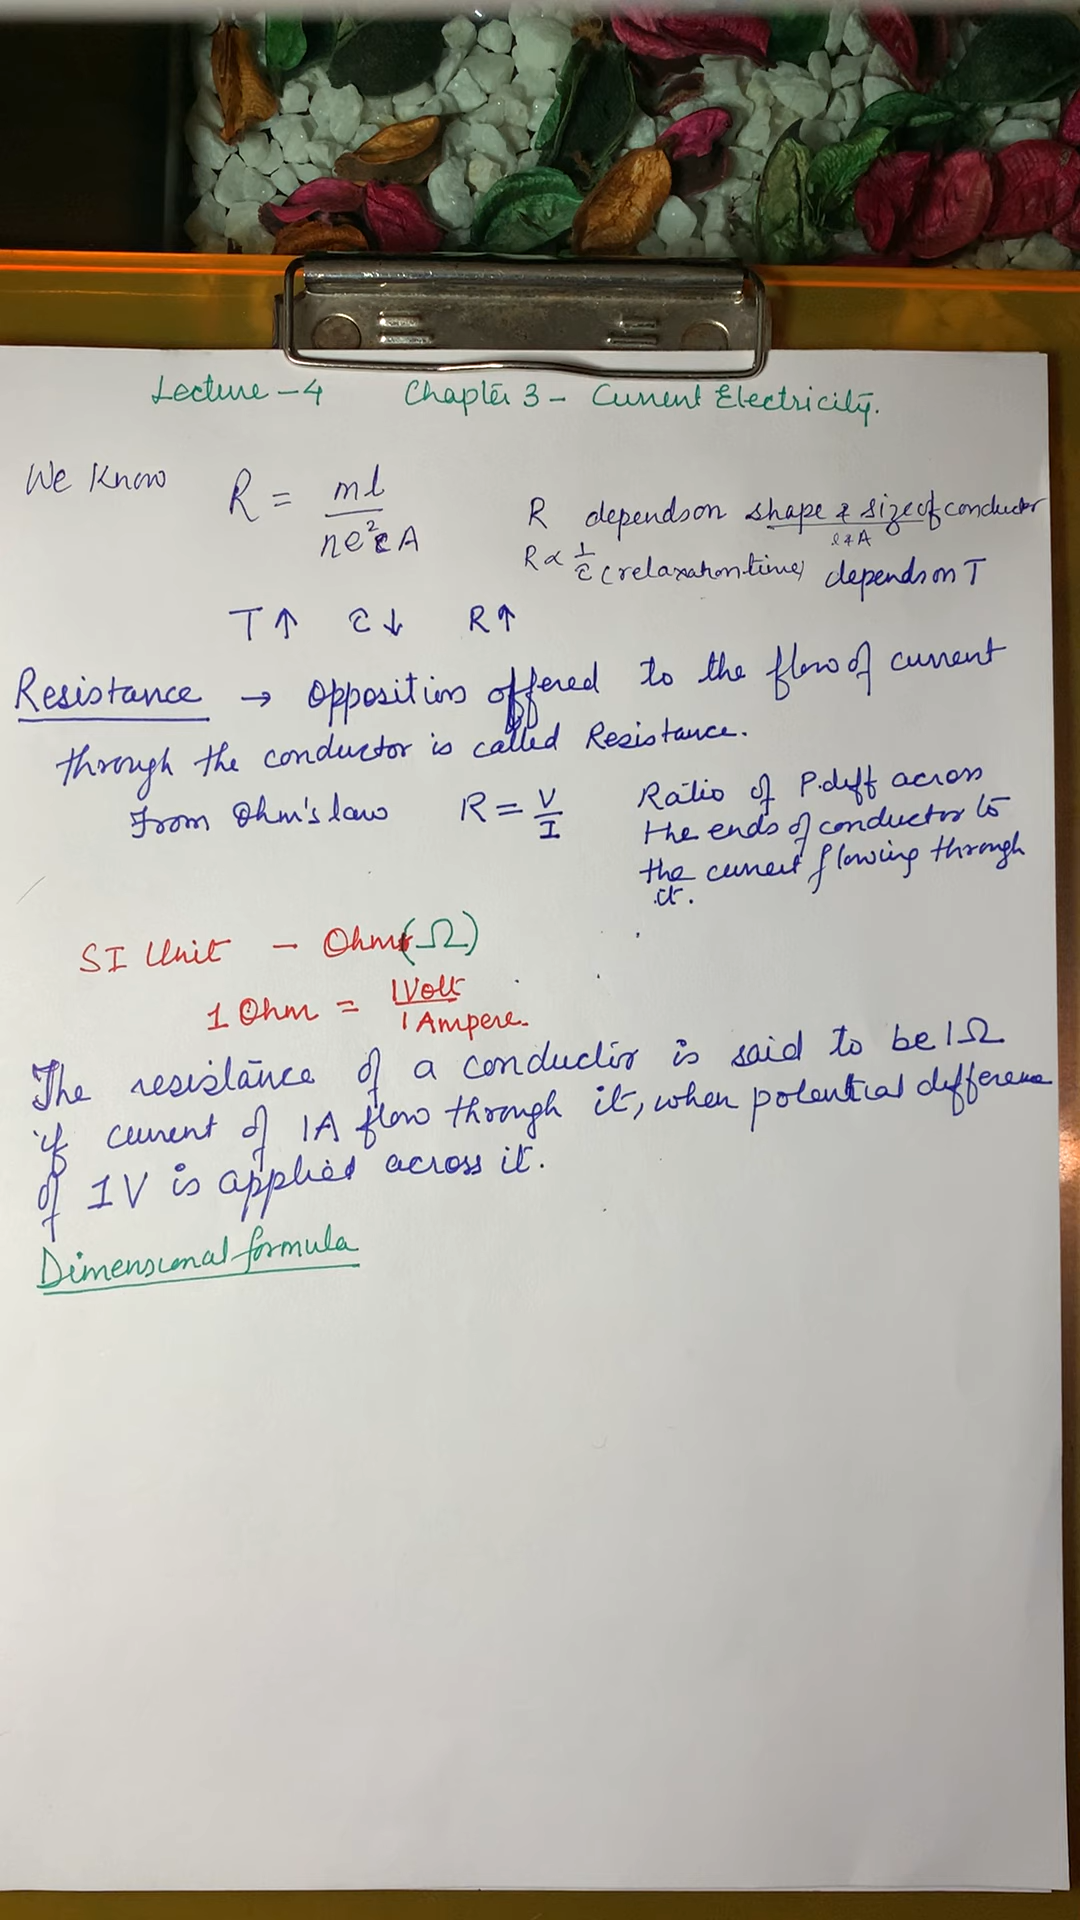 Lecture - 4 Chapter 3 - Current Electricity.
We Know R = ml / ne²τA
R depends on shape & size of conductor
l & A
R ∝ 1/τ (relaxation time) depends on T
T↑ τ↓ R↑
Resistance → Opposition offered to the flow of current
through the conductor is called Resistance.
From Ohm's law R = V/I
Ratio of P.diff across
the ends of conductor to
the current flowing through
it.
SI Unit - Ohm (Ω)
1 Ohm = 1Volt / 1 Ampere.
The resistance of a conductor is said to be 1Ω
if current of 1A flow through it, when potential difference
of 1V is applied across it.
Dimensional formula